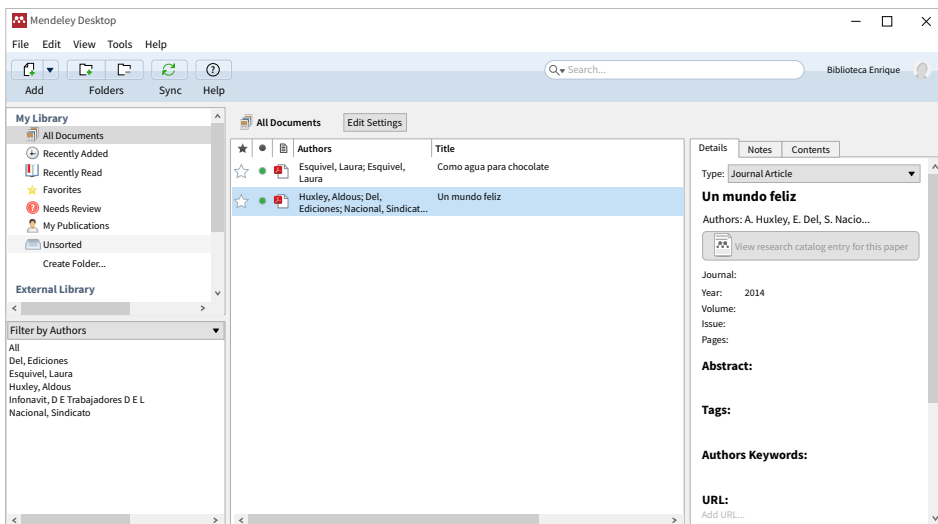 Mendeley Desktop
File Edit View Tools Help
Search...
Biblioteca Enrique
Add Folders Sync Help
My Library
All Documents
Recently Added
Recently Read
Favorites
Needs Review
My Publications
Unsorted
Create Folder...
External Library
Filter by Authors
All
Del, Ediciones
Esquivel, Laura
Huxley, Aldous
Infonavit, D E Trabajadores D E L
Nacional, Sindicato
All Documents Edit Settings
Authors Title
Esquivel, Laura; Esquivel, Como agua para chocolate
Laura
Huxley, Aldous; Del, Un mundo feliz
Ediciones; Nacional, Sindicat...
Details Notes Contents
Type: Journal Article
Un mundo feliz
Authors: A. Huxley, E. Del, S. Nacio...
View research catalog entry for this paper
Journal:
Year: 2014
Volume:
Issue:
Pages:
Abstract:
Tags:
Authors Keywords:
URL:
Add URL...